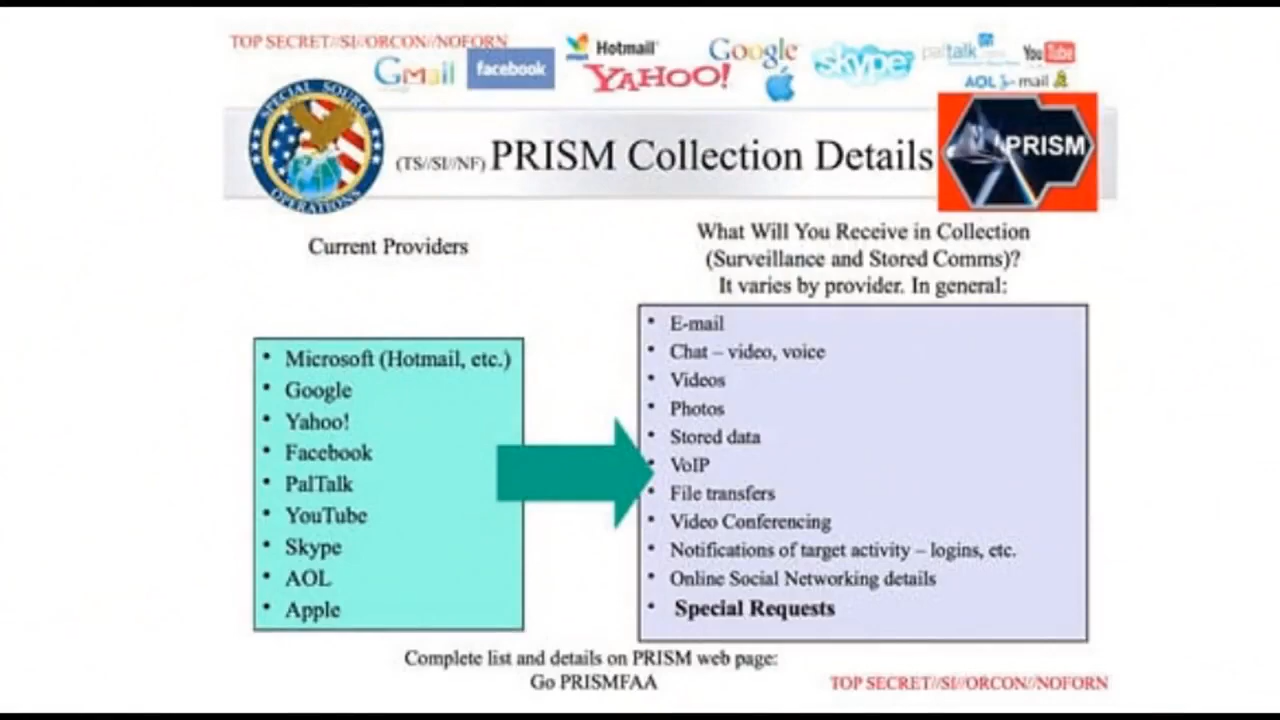 TOP SECRET//SI//ORCON//NOFORN
Gmail
facebook
Hotmail
YAHOO!
Google
skype
paltalk
YouTube
AOL mail
SPECIAL SOURCE
OPERATIONS
(TS//SI//NF) PRISM Collection Details
PRISM
Current Providers
Microsoft (Hotmail, etc.)
Google
Yahoo!
Facebook
PalTalk
YouTube
Skype
AOL
Apple
What Will You Receive in Collection
(Surveillance and Stored Comms)?
It varies by provider. In general:
E-mail
Chat – video, voice
Videos
Photos
Stored data
VoIP
File transfers
Video Conferencing
Notifications of target activity – logins, etc.
Online Social Networking details
Special Requests
Complete list and details on PRISM web page:
Go PRISMFAA
TOP SECRET//SI//ORCON//NOFORN